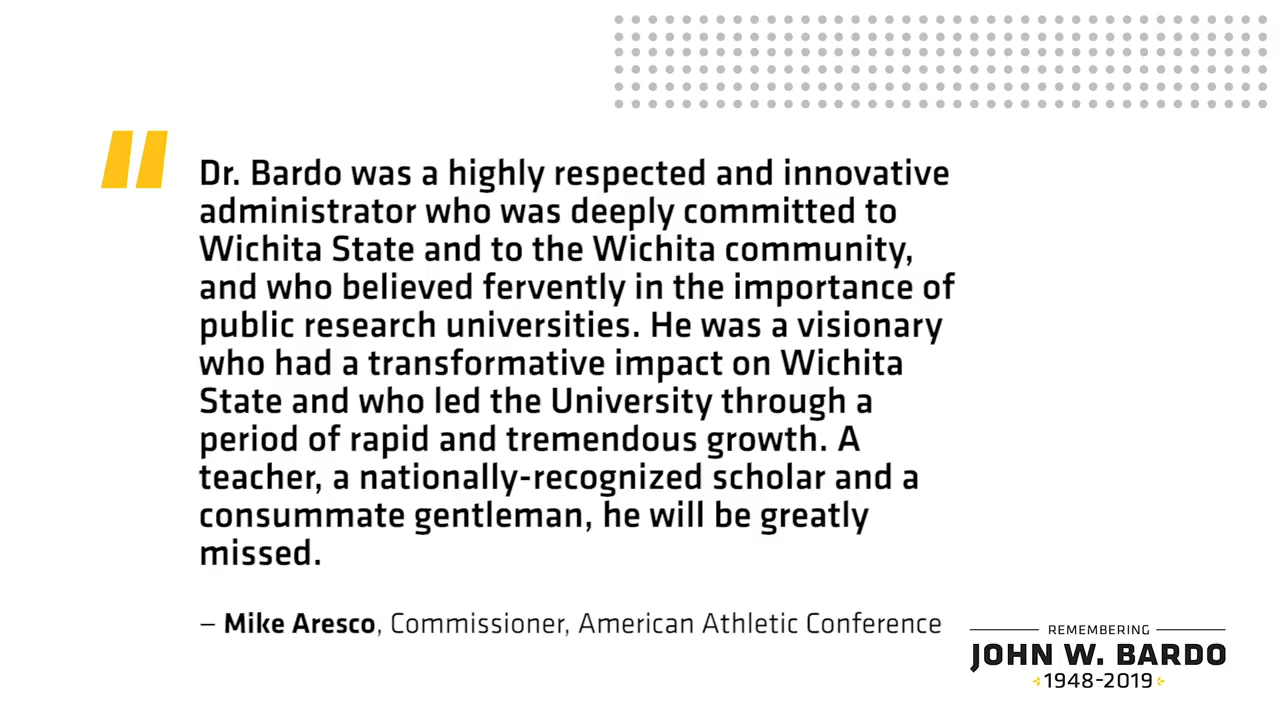 Dr. Bardo was a highly respected and innovative
administrator who was deeply committed to
Wichita State and to the Wichita community,
and who believed fervently in the importance of
public research universities. He was a visionary
who had a transformative impact on Wichita
State and who led the University through a
period of rapid and tremendous growth. A
teacher, a nationally-recognized scholar and a
consummate gentleman, he will be greatly
missed.
– Mike Aresco, Commissioner, American Athletic Conference
REMEMBERING
JOHN W. BARDO
1948-2019